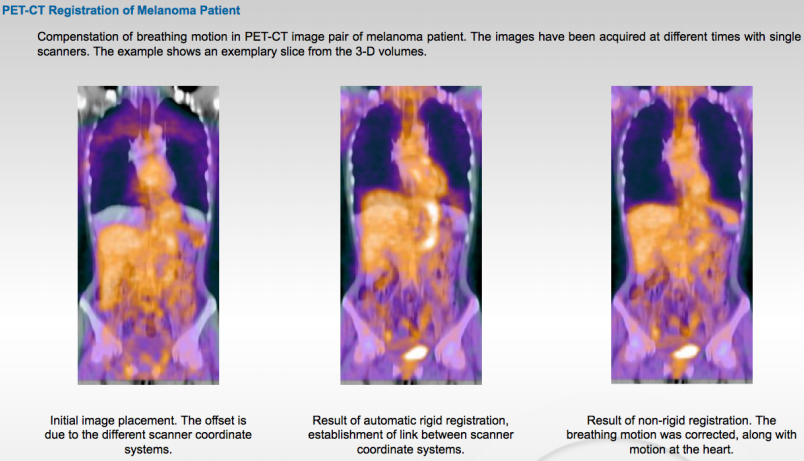 PET-CT Registration of Melanoma Patient
Compenstation of breathing motion in PET-CT image pair of melanoma patient. The images have been acquired at different times with single
scanners. The example shows an exemplary slice from the 3-D volumes.
Initial image placement. The offset is
due to the different scanner coordinate
systems.
Result of automatic rigid registration,
establishment of link between scanner
coordinate systems.
Result of non-rigid registration. The
breathing motion was corrected, along with
motion at the heart.